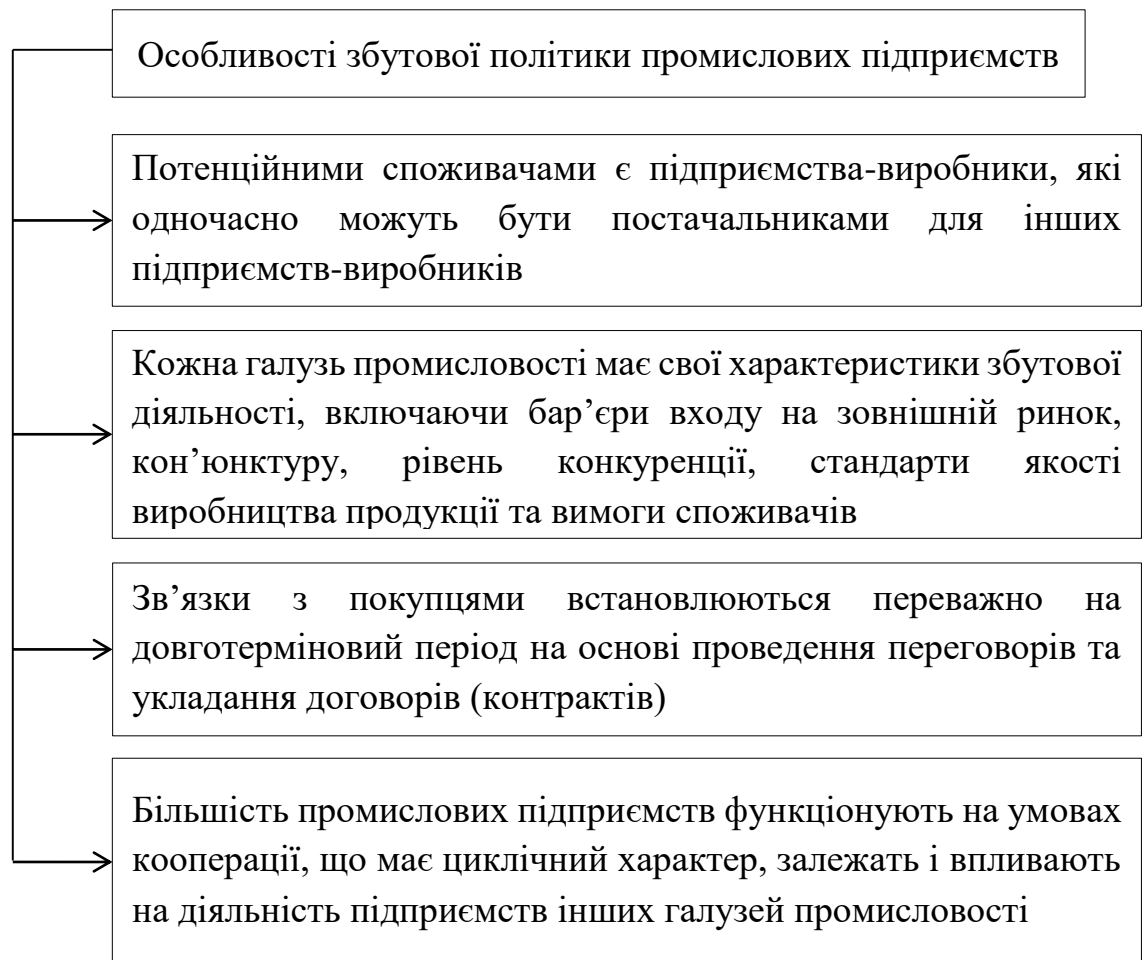 Особливості збутової політики промислових підприємств
Потенційними споживачами є підприємства-виробники, які
одночасно можуть бути постачальниками для інших
підприємств-виробників
Кожна галузь промисловості має свої характеристики збутової
діяльності, включаючи бар’єри входу на зовнішній ринок,
кон’юнктуру, рівень конкуренції, стандарти якості
виробництва продукції та вимоги споживачів
Зв’язки з покупцями встановлюються переважно на
довготерміновий період на основі проведення переговорів та
укладання договорів (контрактів)
Більшість промислових підприємств функціонують на умовах
кооперації, що має циклічний характер, залежать і впливають
на діяльність підприємств інших галузей промисловості